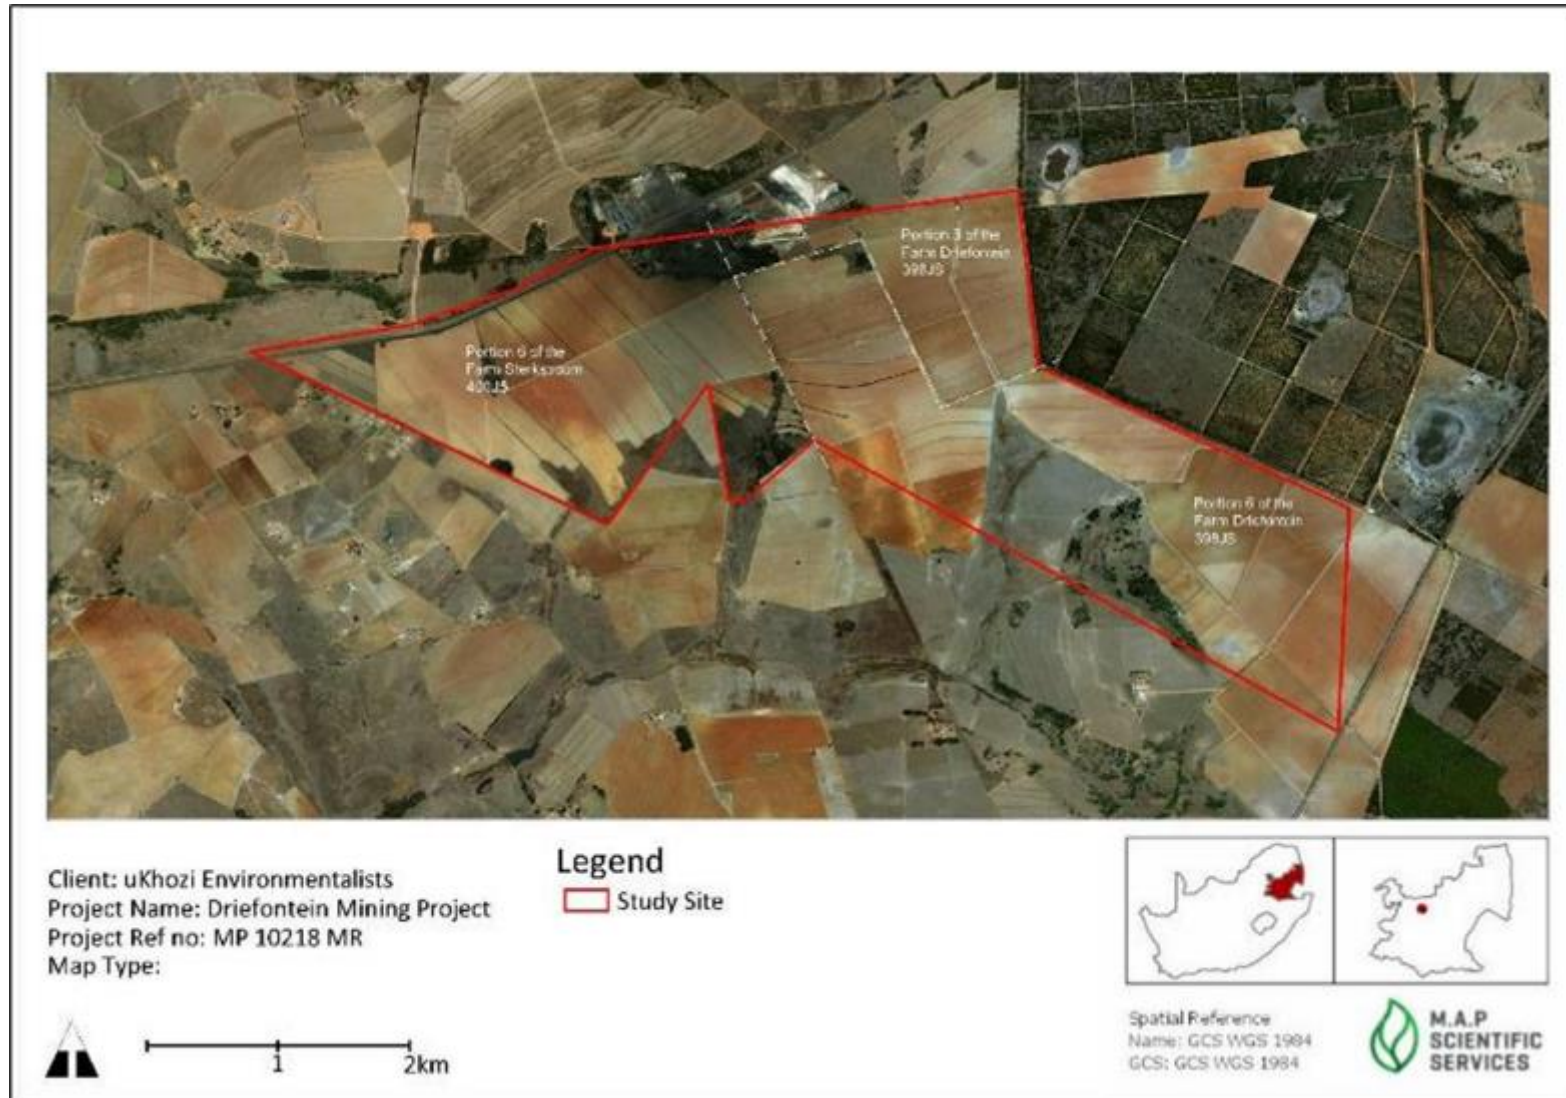 Portion 3 of the
Farm Driefontein
398JS
Portion 6 of the
Farm
Portion 6 of the
Farm Driefontein
398JS
Client: uKhozi Environmentalists
Project Name: Driefontein Mining Project
Project Ref no: MP 10218 MR
Map Type:
Legend
Study Site
1
2km
Spatial Reference
Name: GCS WGS 1984
GCS: GCS WGS 1984
M.A.P
SCIENTIFIC
SERVICES